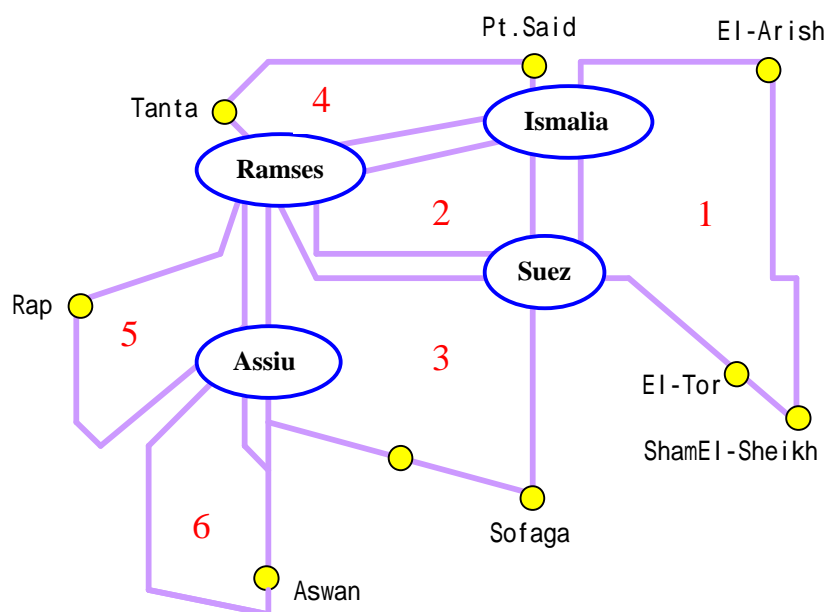 Pt.Said
El-Arish
Tanta
4
Ismalia
Ramses
2
1
Suez
Rap
5
3
Assiu
El-Tor
ShamEl-Sheikh
6
Sofaga
Aswan